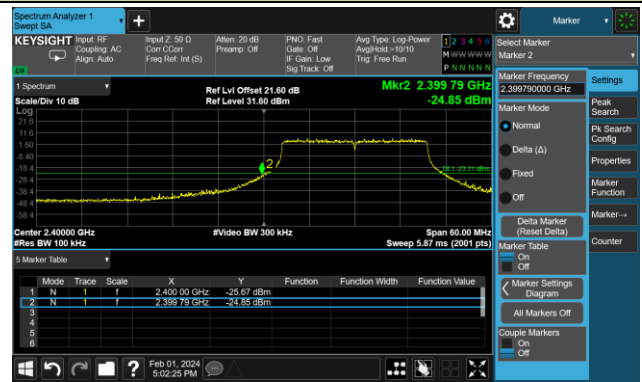 Spectrum Analyzer 1
Swept SA
Marker
KEYSIGHT
Input: RF
Coupling: AC
Align: Auto
Input Z: 50 Ω
Corr CCorr
Freq Ref: Int (S)
Atten: 20 dB
Preamp: Off
PNO: Fast
Gate: Off
IF Gain: Low
Sig Track: Off
Avg Type: Log-Power
Avg|Hold>10/10
Trig: Free Run
1 2 3 4 5 6
M W W W W W
P N N N N N
Select Marker
Marker 2
LW
1 Spectrum
Scale/Div 10 dB
Ref Lvl Offset 21.60 dB
Ref Level 31.60 dBm
Mkr2 2.399 79 GHz
-24.85 dBm
Log
21.6
11.6
1.60
-8.40
-18.4
-28.4
-38.4
-48.4
-58.4
2
DL1 -23.31 dBm
Center 2.40000 GHz
#Res BW 100 kHz
#Video BW 300 kHz
Span 60.00 MHz
Sweep 5.87 ms (2001 pts)
5 Marker Table
Mode Trace Scale X Y Function Function Width Function Value
1 N 1 f 2.400 00 GHz -25.67 dBm
2 N 1 f 2.399 79 GHz -24.85 dBm
3
4
5
6
Marker Frequency
2.399790000 GHz
Marker Mode
Normal
Delta (Δ)
Fixed
Off
Delta Marker
(Reset Delta)
Marker Table
On
Off
Marker Settings
Diagram
All Markers Off
Couple Markers
On
Off
Settings
Peak
Search
Pk Search
Config
Properties
Marker
Function
Marker→
Counter
Feb 01, 2024
5:02:25 PM